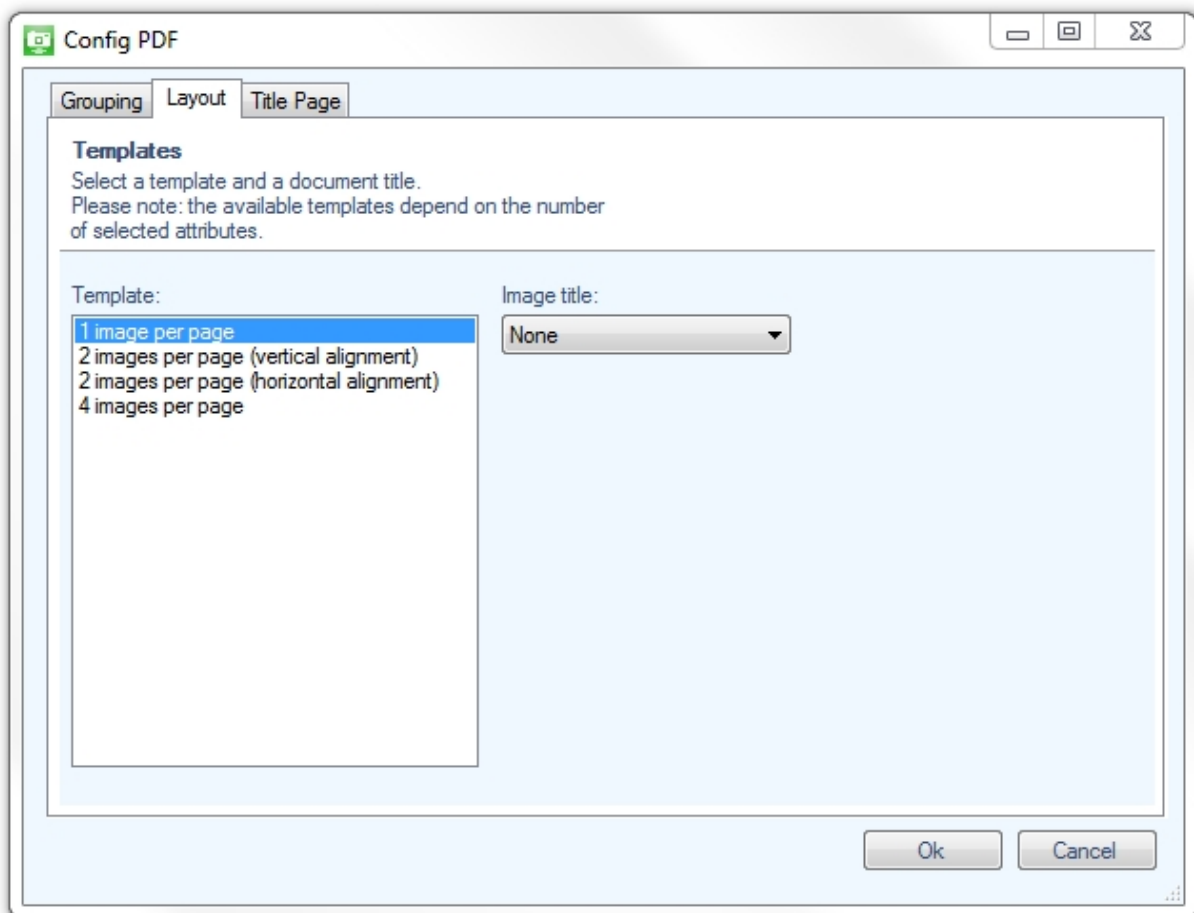 Config PDF
Grouping
Layout
Title Page
Templates
Select a template and a document title.
Please note: the available templates depend on the number
of selected attributes.
Template:
Image title:
1 image per page
None
2 images per page (vertical alignment)
2 images per page (horizontal alignment)
4 images per page
Ok
Cancel